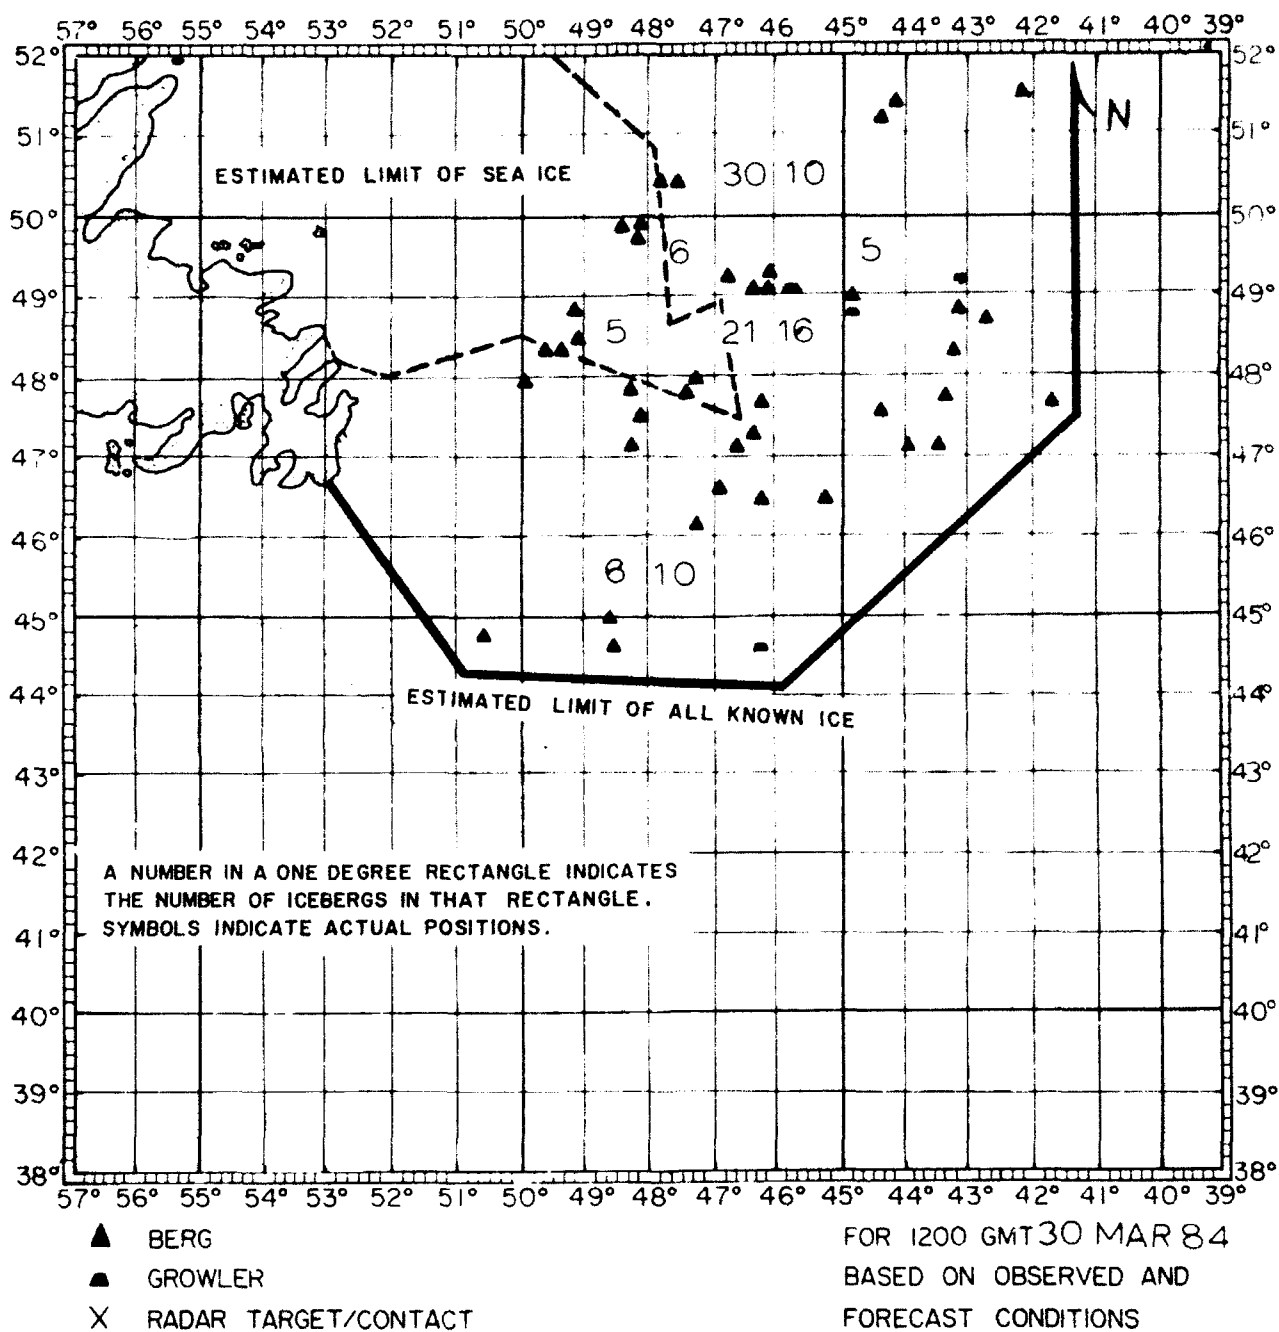 57° 56° 55° 54° 53° 52° 51° 50° 49° 48° 47° 46° 45° 44° 43° 42° 41° 40° 39°
52° 52°
N
51° 51°
ESTIMATED LIMIT OF SEA ICE
30 10
50° 50°
6 5
49° 49°
5 21 16
48° 48°
47° 47°
46° 46°
6 10
45° 45°
44° 44°
ESTIMATED LIMIT OF ALL KNOWN ICE
43° 43°
42° 42°
A NUMBER IN A ONE DEGREE RECTANGLE INDICATES
THE NUMBER OF ICEBERGS IN THAT RECTANGLE.
SYMBOLS INDICATE ACTUAL POSITIONS.
41° 41°
40° 40°
39° 39°
38° 38°
57° 56° 55° 54° 53° 52° 51° 50° 49° 48° 47° 46° 45° 44° 43° 42° 41° 40° 39°
BERG
GROWLER
X RADAR TARGET/CONTACT
FOR 1200 GMT 30 MAR 84
BASED ON OBSERVED AND
FORECAST CONDITIONS